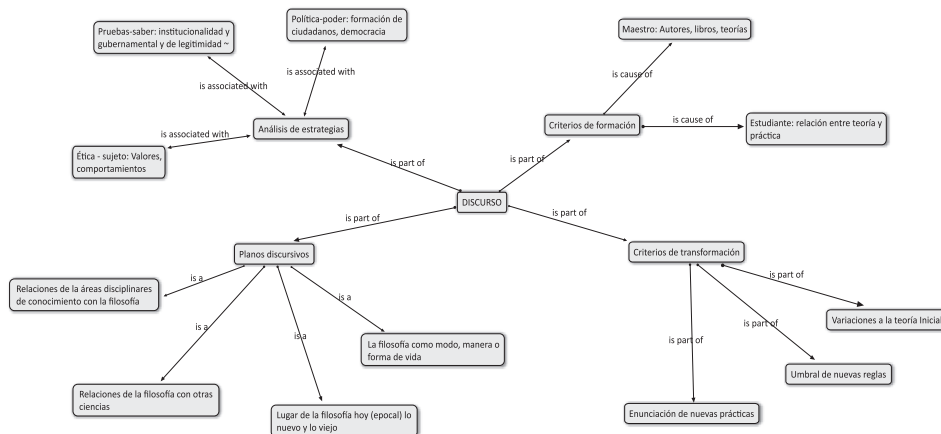 Política-poder: formación de
ciudadanos, democracia
Pruebas-saber: institucionalidad y
gubernamental y de legitimidad ~
Maestro: Autores, libros, teorías
is associated with
is associated with
is cause of
Análisis de estrategias
is associated with
Criterios de formación
is cause of
Estudiante: relación entre teoría y
práctica
Ética - sujeto: Valores,
comportamientos
is part of
is part of
DISCURSO
is part of
is part of
Planos discursivos
Criterios de transformación
is a
is part of
Relaciones de la áreas disciplinares
de conocimiento con la filosofía
is a
Variaciones a la teoría Inicial
is a
is a
is part of
is part of
La filosofía como modo, manera o
forma de vida
Umbral de nuevas reglas
Relaciones de la filosofía con otras
ciencias
Lugar de la filosofía hoy (epocal) lo
nuevo y lo viejo
Enunciación de nuevas prácticas